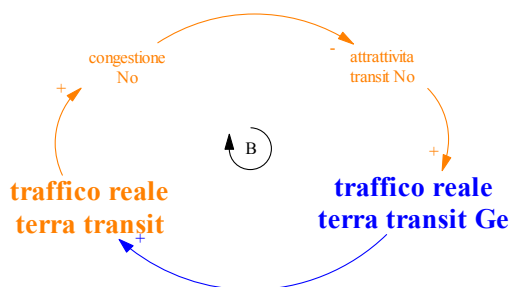 congestione
No
-
attrattivita
transit No
+
+
B
traffico reale
terra transit
traffico reale
terra transit Ge
+